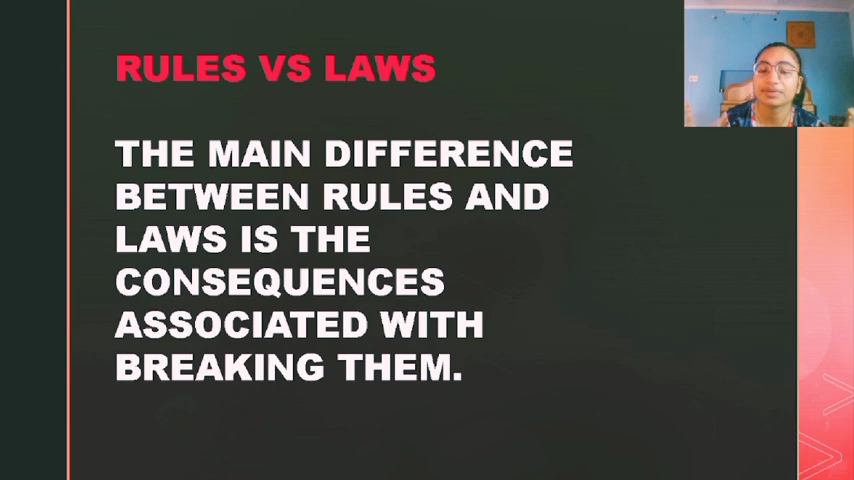 RULES VS LAWS
THE MAIN DIFFERENCE
BETWEEN RULES AND
LAWS IS THE
CONSEQUENCES
ASSOCIATED WITH
BREAKING THEM.